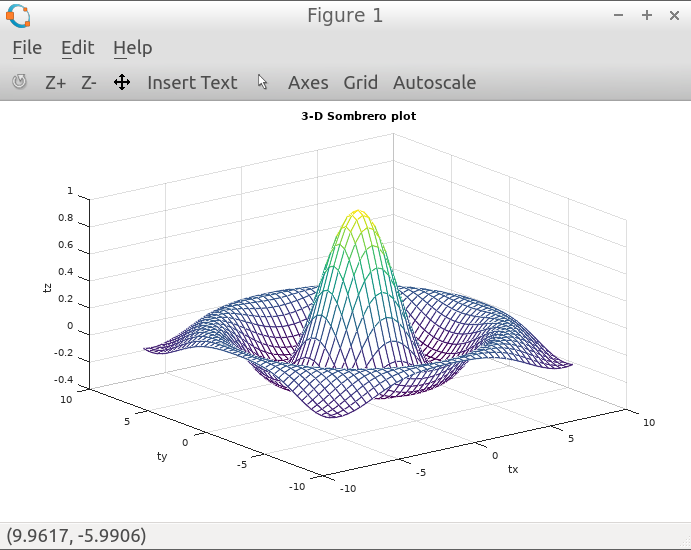 Figure 1
File Edit Help
Z+ Z- Insert Text Axes Grid Autoscale
3-D Sombrero plot
1
0.8
0.6
0.4
0.2
0
-0.2
-0.4
tz
10
5
0
-5
-10
ty
-10
-5
0
5
10
tx
(9.9617, -5.9906)